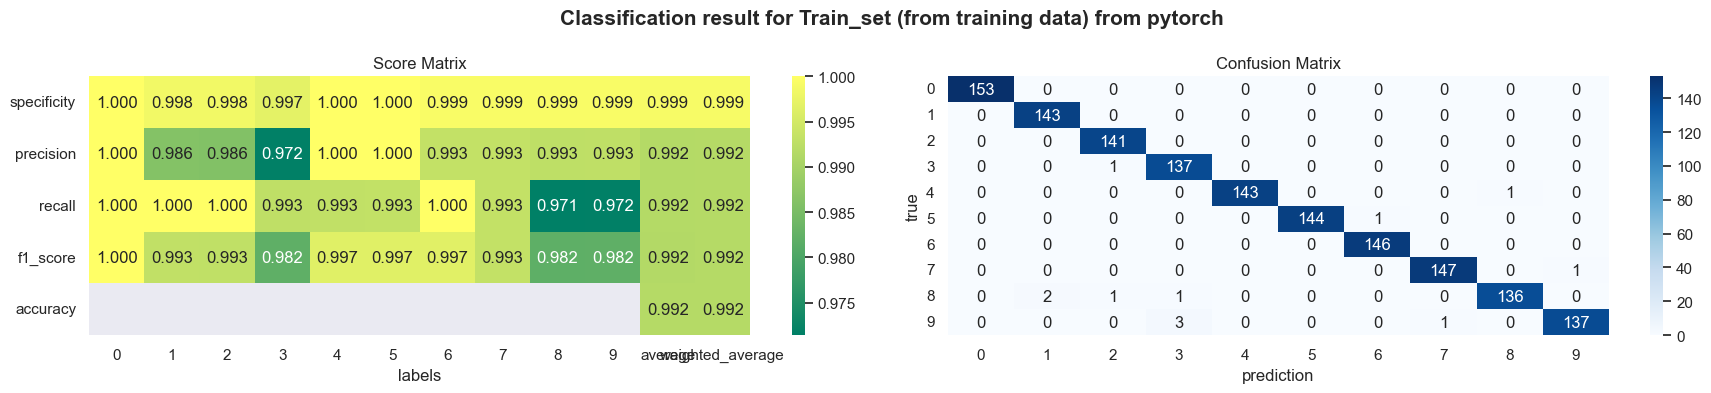 Classification result for Train_set (from training data) from pytorch
Score Matrix
specificity 1.000 0.998 0.998 0.997 1.000 1.000 0.999 0.999 0.999 0.999 0.999 0.999
precision 1.000 0.986 0.986 0.972 1.000 1.000 0.993 0.993 0.993 0.993 0.992 0.992
recall 1.000 1.000 1.000 0.993 0.993 0.993 1.000 0.993 0.971 0.972 0.992 0.992
f1_score 1.000 0.993 0.993 0.982 0.997 0.997 0.997 0.993 0.982 0.982 0.992 0.992
accuracy 0.992 0.992
0 1 2 3 4 5 6 7 8 9 average weighted_average
labels
1.000
0.995
0.990
0.985
0.980
0.975
Confusion Matrix
true
0 153 0 0 0 0 0 0 0 0 0
1 0 143 0 0 0 0 0 0 0 0
2 0 0 141 0 0 0 0 0 0 0
3 0 0 1 137 0 0 0 0 0 0
4 0 0 0 0 143 0 0 0 1 0
5 0 0 0 0 0 144 1 0 0 0
6 0 0 0 0 0 0 146 0 0 0
7 0 0 0 0 0 0 0 147 0 1
8 0 2 1 1 0 0 0 0 136 0
9 0 0 0 3 0 0 0 1 0 137
0 1 2 3 4 5 6 7 8 9
prediction
140
120
100
80
60
40
20
0